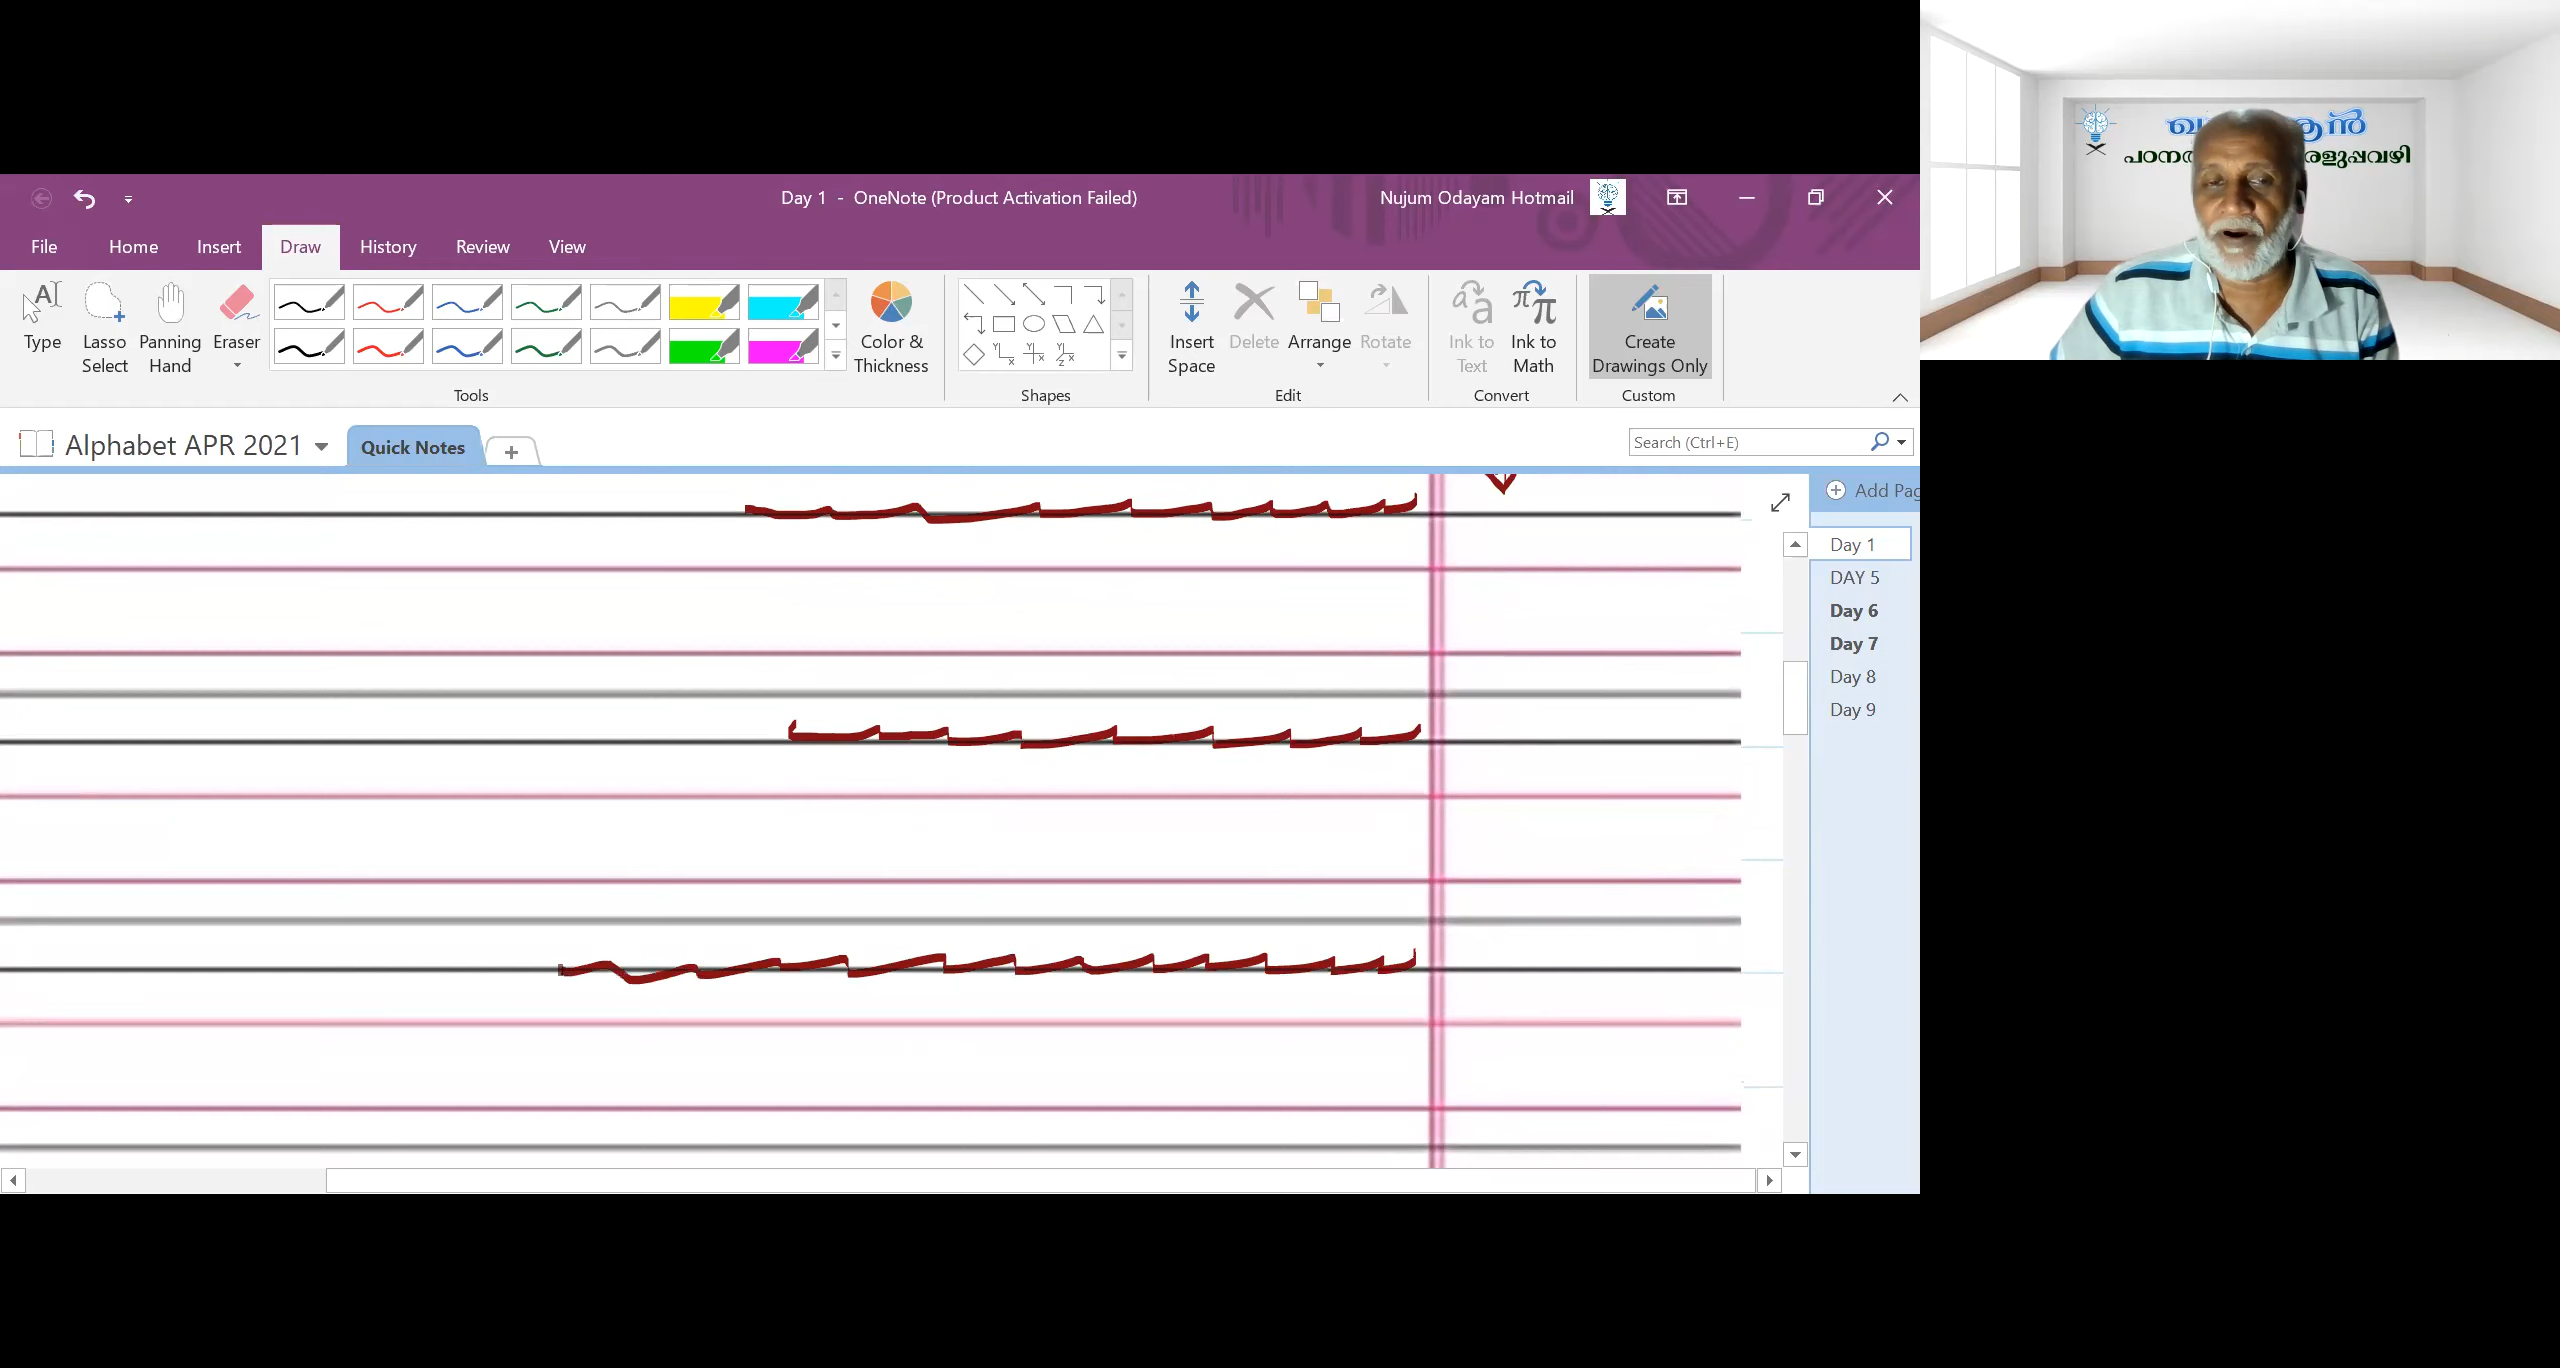 Day 1 - OneNote (Product Activation Failed)
Nujum Odayam Hotmail
File Home Insert Draw History Review View
Type
Lasso Select
Panning Hand
Eraser
Color & Thickness
Insert Space
Delete
Arrange
Rotate
Ink to Text
Ink to Math
Create Drawings Only
Tools Shapes Edit Convert Custom
Alphabet APR 2021
Quick Notes
Search (Ctrl+E)
Add Pag
Day 1
DAY 5
Day 6
Day 7
Day 8
Day 9